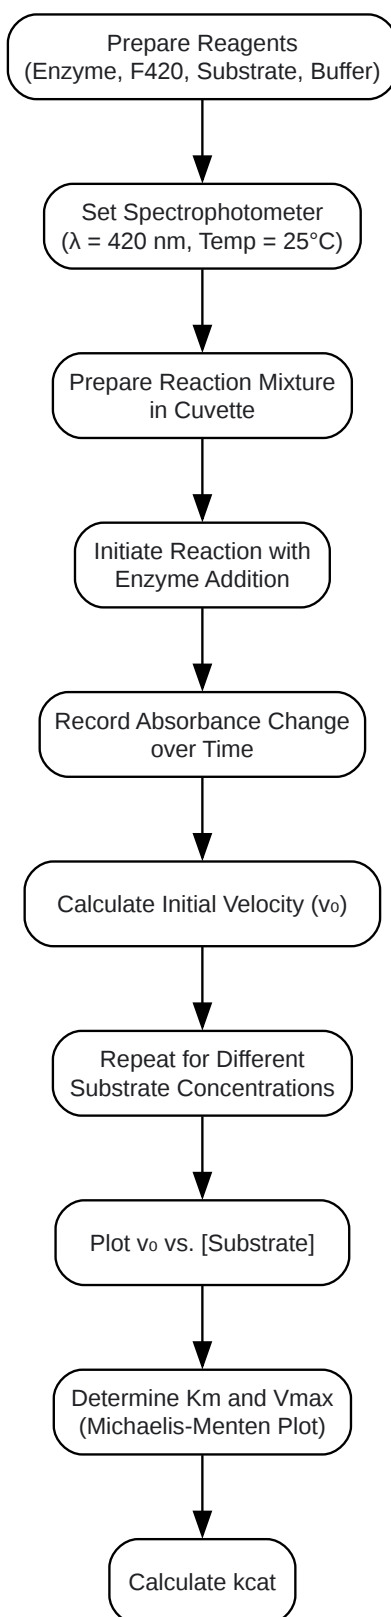 Prepare Reagents
(Enzyme, F420, Substrate, Buffer)
Set Spectrophotometer
(λ = 420 nm, Temp = 25°C)
Prepare Reaction Mixture
in Cuvette
Initiate Reaction with
Enzyme Addition
Record Absorbance Change
over Time
Calculate Initial Velocity (v₀)
Repeat for Different
Substrate Concentrations
Plot v₀ vs. [Substrate]
Determine Km and Vmax
(Michaelis-Menten Plot)
Calculate kcat